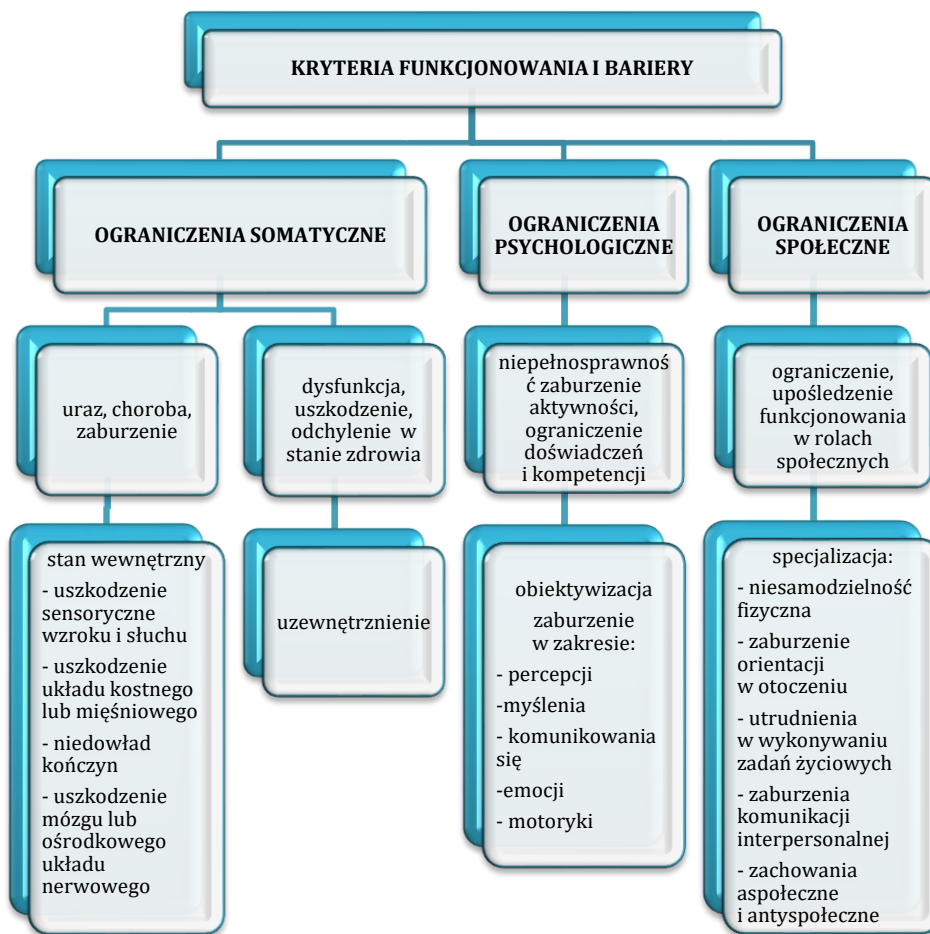 KRYTERIA FUNKCJONOWANIA I BARIERY
OGRANICZENIA SOMATYCZNE
OGRANICZENIA
PSYCHOLOGICZNE
OGRANICZENIA
SPOŁECZNE
uraz, choroba,
zaburzenie
dysfunkcja,
uszkodzenie,
odchylenie w
stanie zdrowia
niepełnosprawnoś
ć zaburzenie
aktywności,
ograniczenie
doświadczeń
i kompetencji
ograniczenie,
upośledzenie
funkcjonowania
w rolach
społecznych
stan wewnętrzny
- uszkodzenie
sensoryczne
wzroku i słuchu
- uszkodzenie
układu kostnego
lub mięśniowego
- niedowład
kończyn
- uszkodzenie
mózgu lub
ośrodkowego
układu
nerwowego
uzewnętrznienie
obiektywizacja
zaburzenie
w zakresie:
- percepcji
-myślenia
- komunikowania
się
-emocji
- motoryki
specjalizacja:
- niesamodzielność
fizyczna
- zaburzenie
orientacji
w otoczeniu
- utrudnienia
w wykonywaniu
zadań życiowych
- zaburzenia
komunikacji
interpersonalnej
- zachowania
aspołeczne
i antyspołeczne